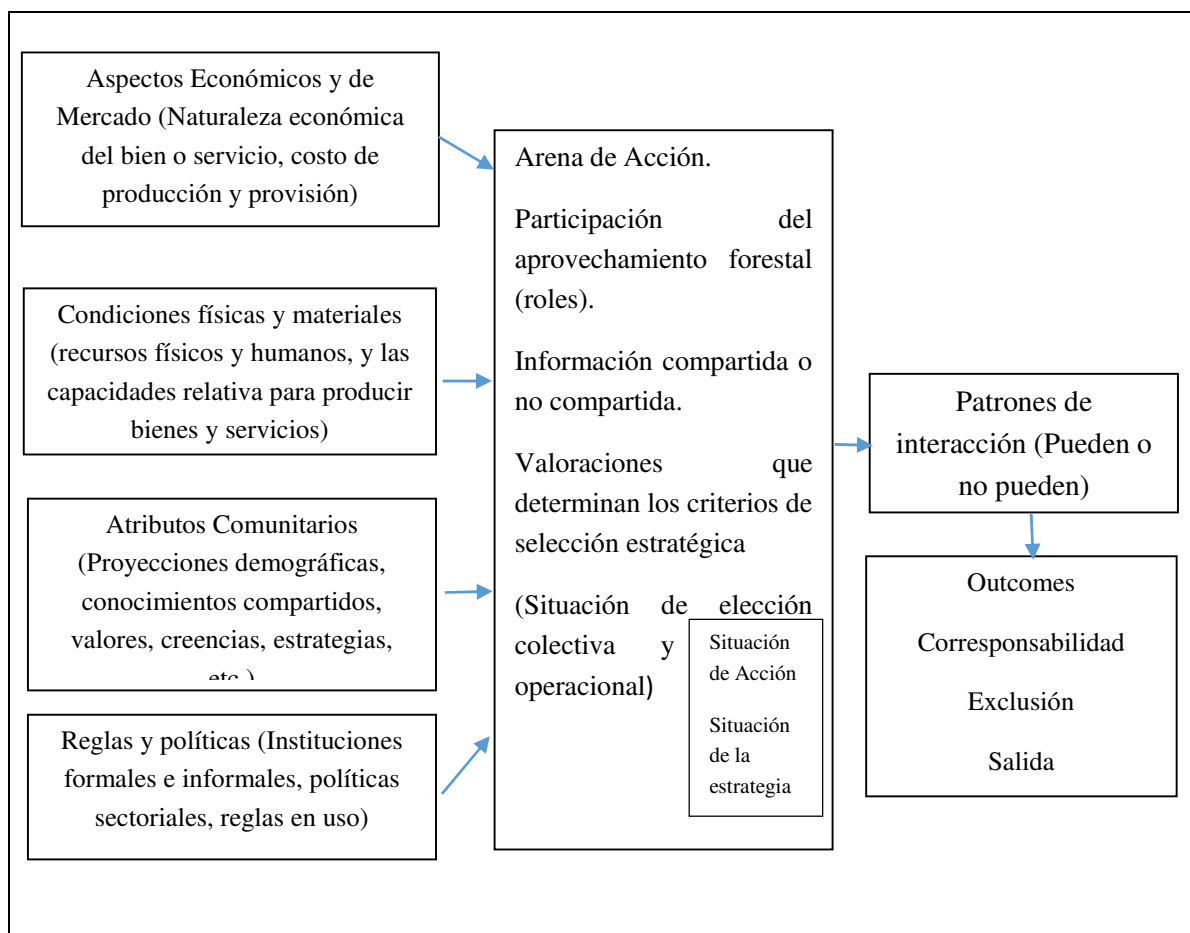 Aspectos Económicos y de
Mercado (Naturaleza económica
del bien o servicio, costo de
producción y provisión)
Condiciones físicas y materiales
(recursos físicos y humanos, y las
capacidades relativa para producir
bienes y servicios)
Atributos Comunitarios
(Proyecciones demográficas,
conocimientos compartidos,
valores, creencias, estrategias,
etc.)
Reglas y políticas (Instituciones
formales e informales, políticas
sectoriales, reglas en uso)
Arena de Acción.
Participación del
aprovechamiento forestal
(roles).
Información compartida o
no compartida.
Valoraciones que
determinan los criterios de
selección estratégica
(Situación de elección
colectiva y
operacional)
Situación
de Acción
Situación
de la
estrategia
Patrones de
interacción (Pueden o
no pueden)
Outcomes
Corresponsabilidad
Exclusión
Salida